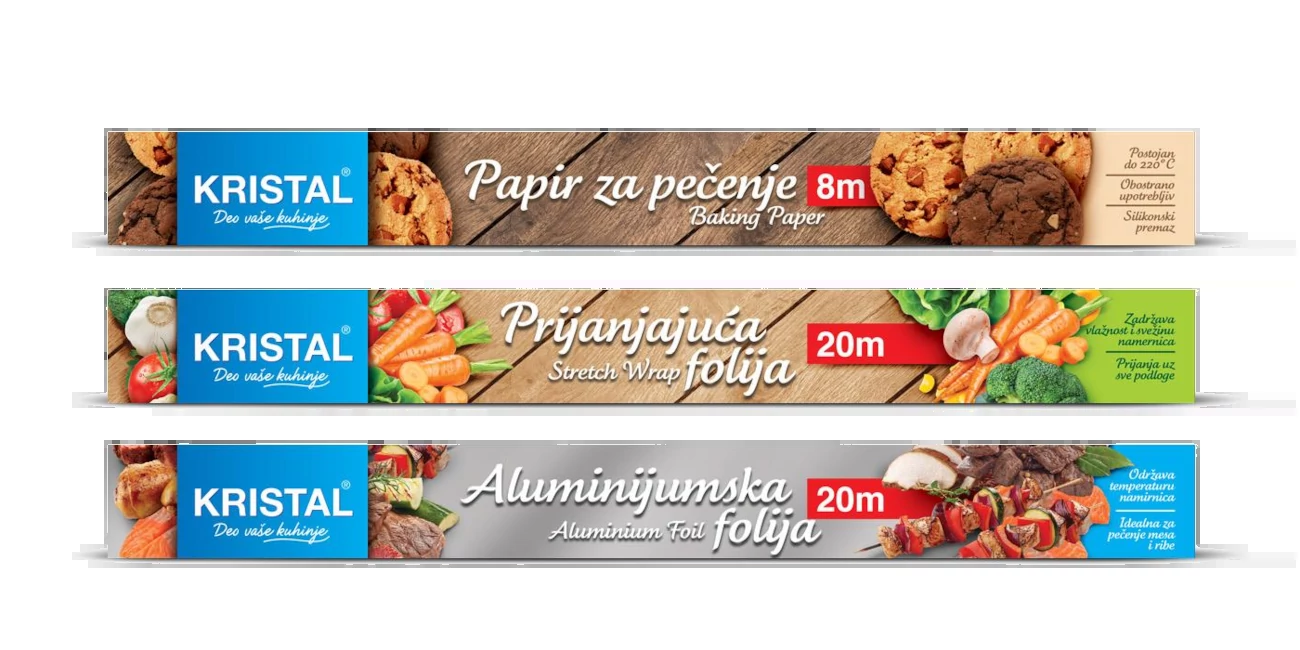 KRISTAL®
Deo vaše kuhinje
Papir za pečenje
Baking Paper
8m
Postojan
do 220°C
Obostrano
upotrebljiv
Silikonski
premaz
KRISTAL®
Deo vaše kuhinje
Prijanjajuća
Stretch Wrap folija
20m
Zadržava
vlažnost i svežinu
namernica
Prijanja uz
sve podloge
KRISTAL®
Deo vaše kuhinje
Aluminijumska
Aluminium Foil folija
20m
Održava
temperaturu
namirnica
Idealna za
pečenje mesa
i ribe